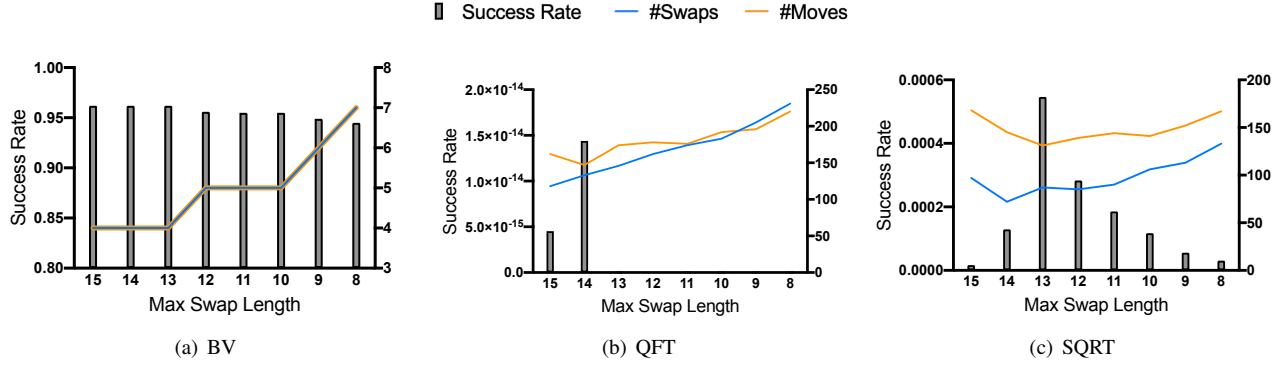 Success Rate #Swaps #Moves
1.00
0.95
0.90
0.85
0.80
Success Rate
8
7
6
5
4
3
15 14 13 12 11 10 9 8
Max Swap Length
(a) BV
2.0×10⁻¹⁴
1.5×10⁻¹⁴
1.0×10⁻¹⁴
5.0×10⁻¹⁵
0.0
Success Rate
250
200
150
100
50
0
15 14 13 12 11 10 9 8
Max Swap Length
(b) QFT
0.0006
0.0004
0.0002
0.0000
Success Rate
200
150
100
50
0
15 14 13 12 11 10 9 8
Max Swap Length
(c) SQRT